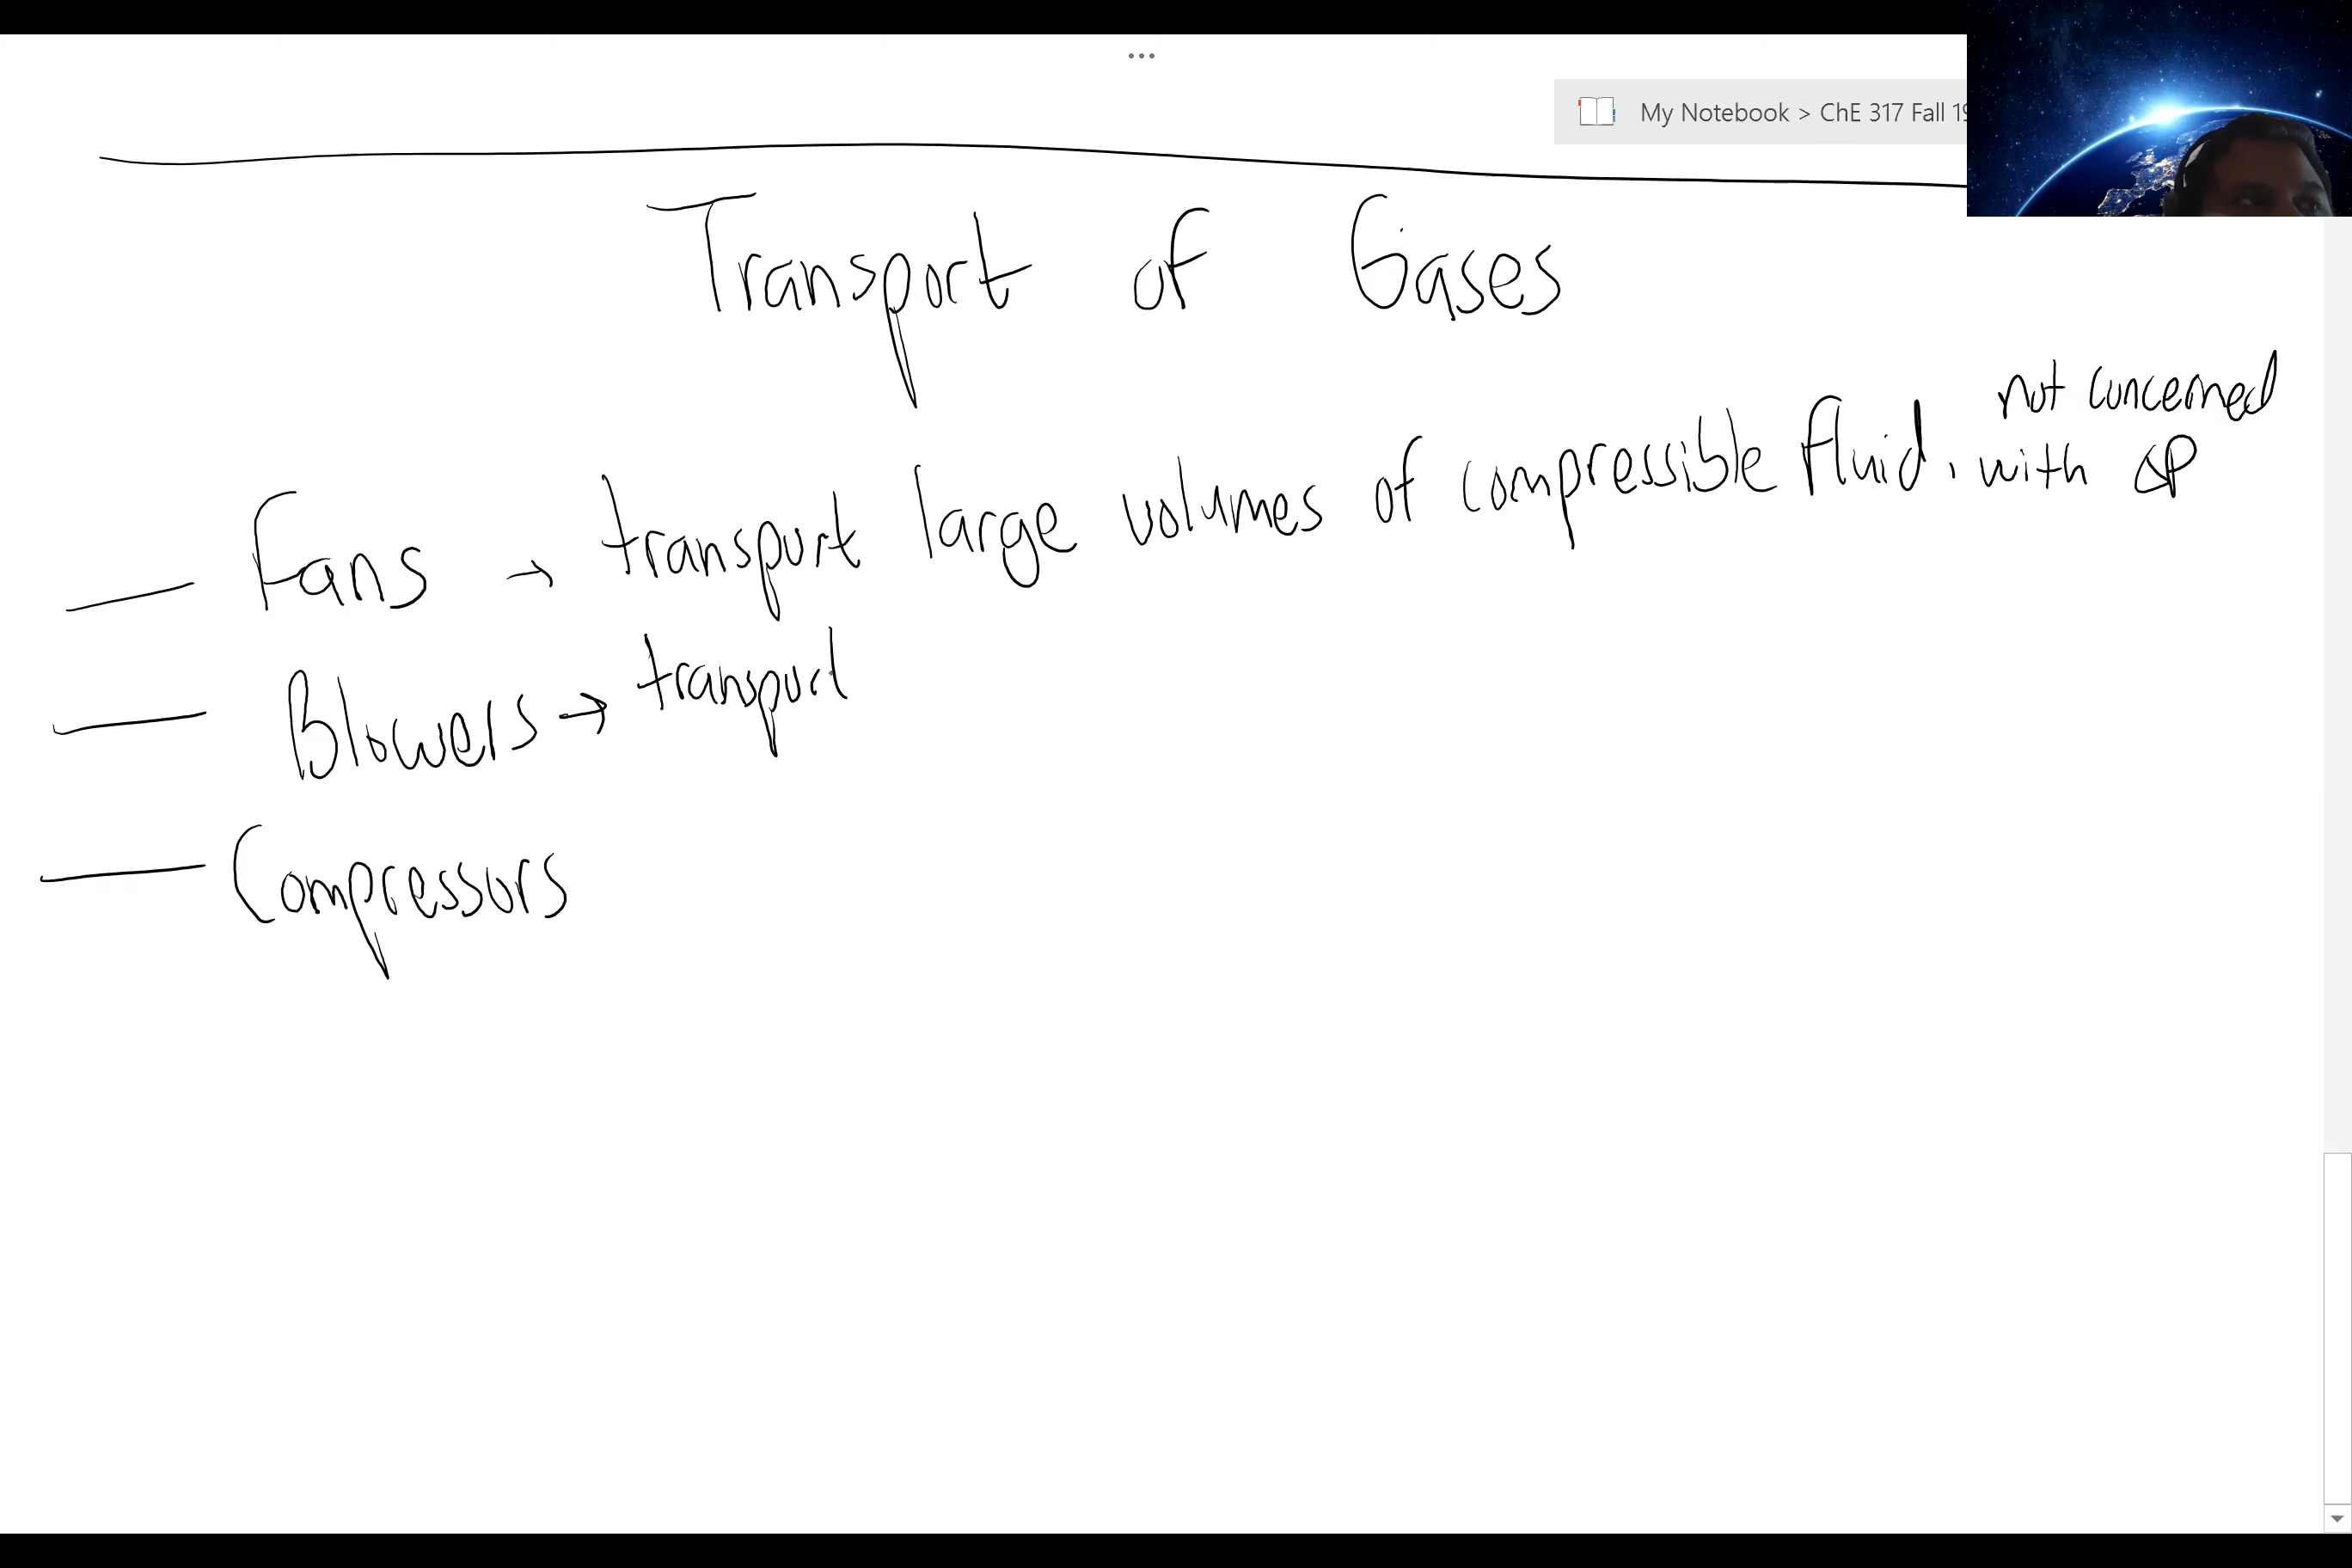 My Notebook > ChE 317 Fall 19
Transport of Gases
not concerned
Fans → transport large volumes of compressible fluid, with ΔP
Blowers → transport
Compressors